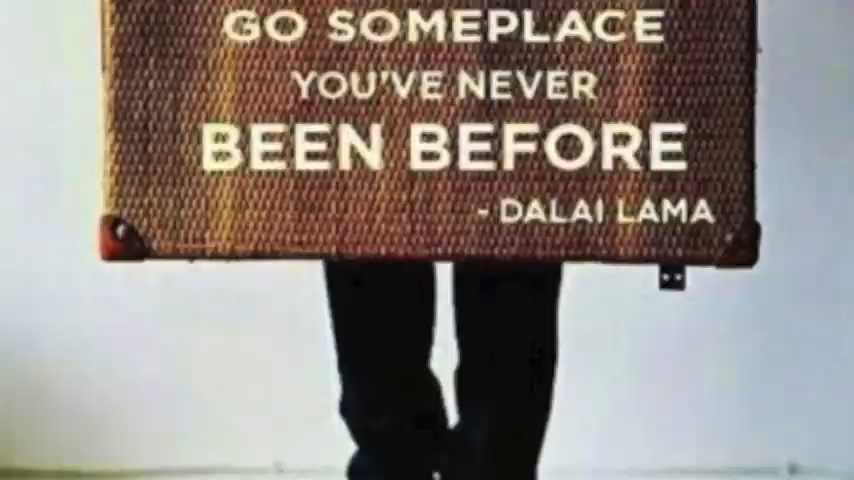 GO SOMEPLACE
YOU'VE NEVER
BEEN BEFORE
- DALAI LAMA